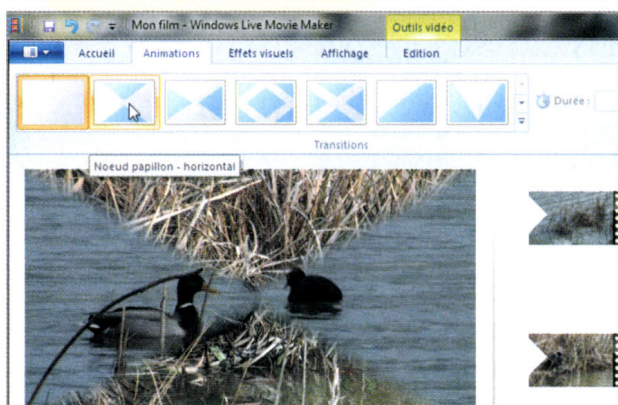 Mon film - Windows Live Movie Maker
Outils vidéo
Accueil Animations Effets visuels Affichage Edition
Durée :
Transitions
Noeud papillon - horizontal